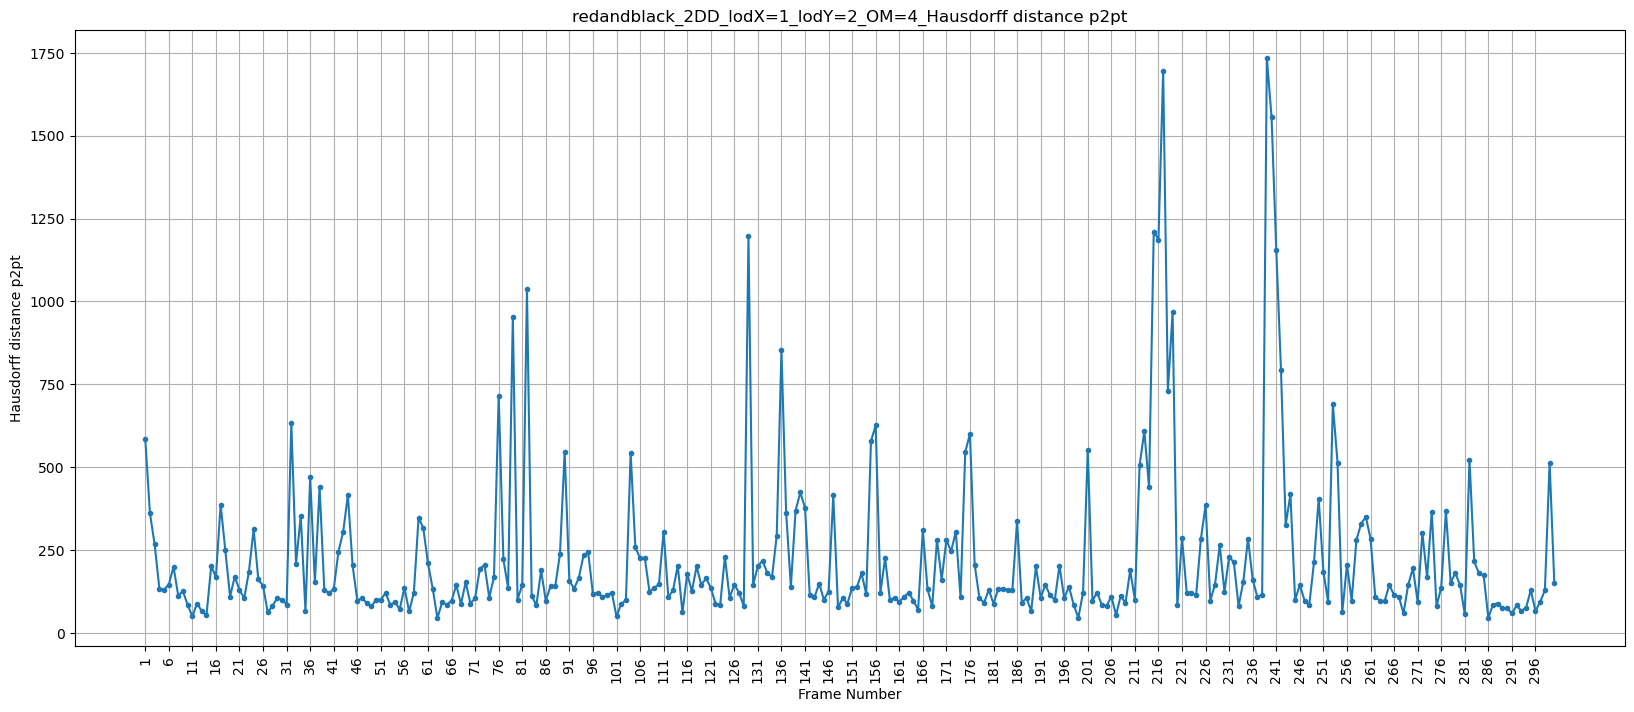 redandblack_2DD_lodX=1_lodY=2_OM=4_Hausdorff distance p2pt
Hausdorff distance p2pt
1750
1500
1250
1000
750
500
250
0
1 6 11 16 21 26 31 36 41 46 51 56 61 66 71 76 81 86 91 96 101 106 111 116 121 126 131 136 141 146 151 156 161 166 171 176 181 186 191 196 201 206 211 216 221 226 231 236 241 246 251 256 261 266 271 276 281 286 291 296
Frame Number